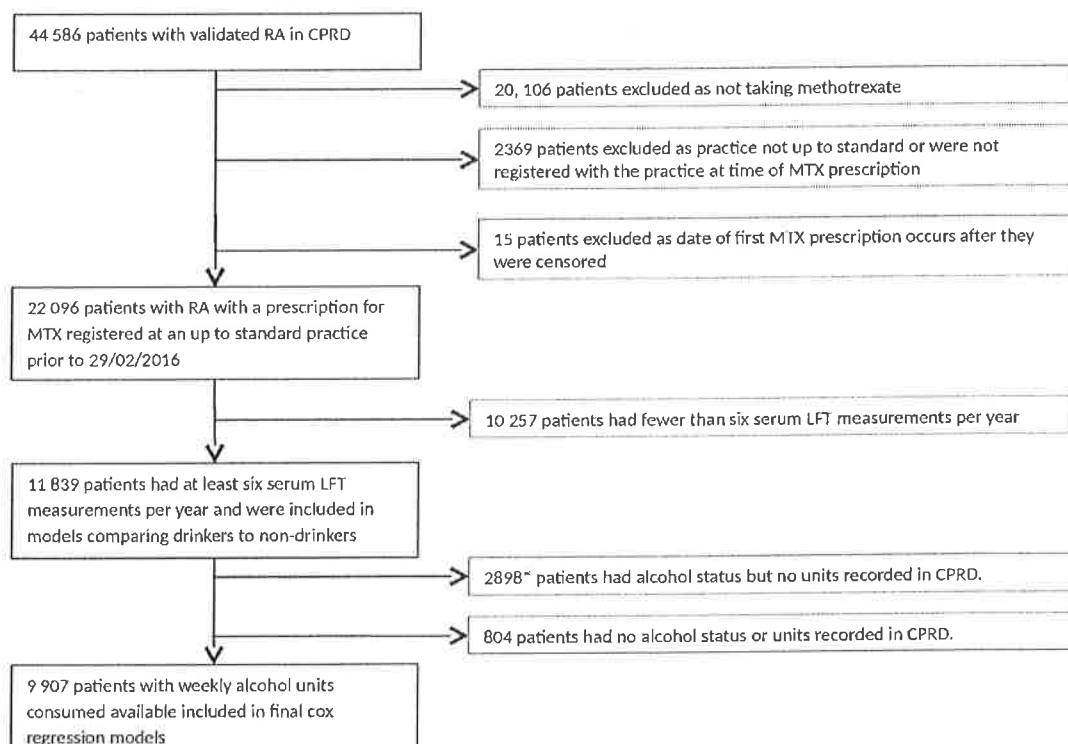 44 586 patients with validated RA in CPRD
20, 106 patients excluded as not taking methotrexate
2369 patients excluded as practice not up to standard or were not
registered with the practice at time of MTX prescription
15 patients excluded as date of first MTX prescription occurs after they
were censored
22 096 patients with RA with a prescription for
MTX registered at an up to standard practice
prior to 29/02/2016
10 257 patients had fewer than six serum LFT measurements per year
11 839 patients had at least six serum LFT
measurements per year and were included in
models comparing drinkers to non-drinkers
2898* patients had alcohol status but no units recorded in CPRD.
804 patients had no alcohol status or units recorded in CPRD.
9 907 patients with weekly alcohol units
consumed available included in final cox
regression models